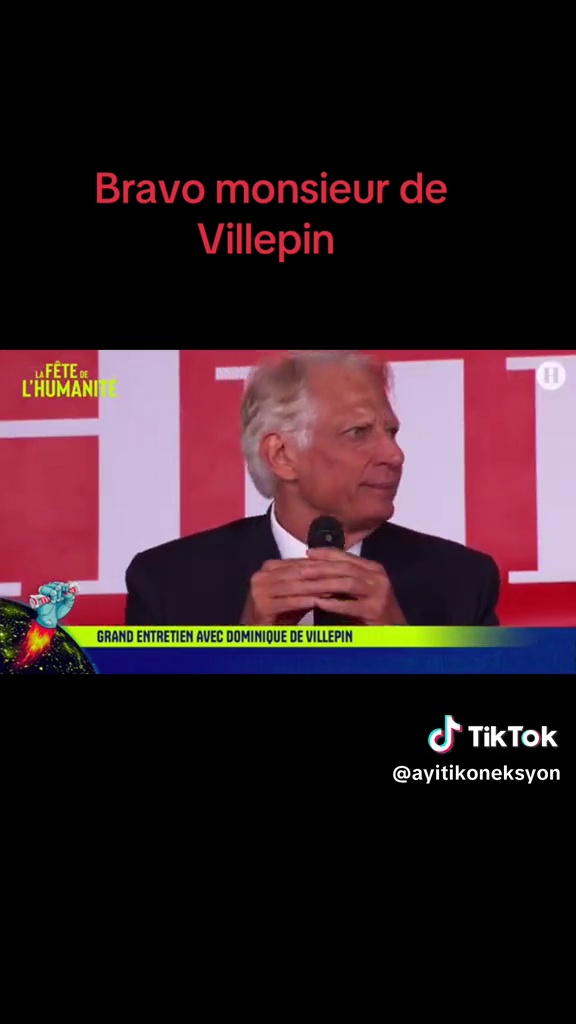 Bravo monsieur de
Villepin
LA FÊTE DE
L'HUMANITÉ
H
GRAND ENTRETIEN AVEC DOMINIQUE DE VILLEPIN
TikTok
@ayitikoneksyon